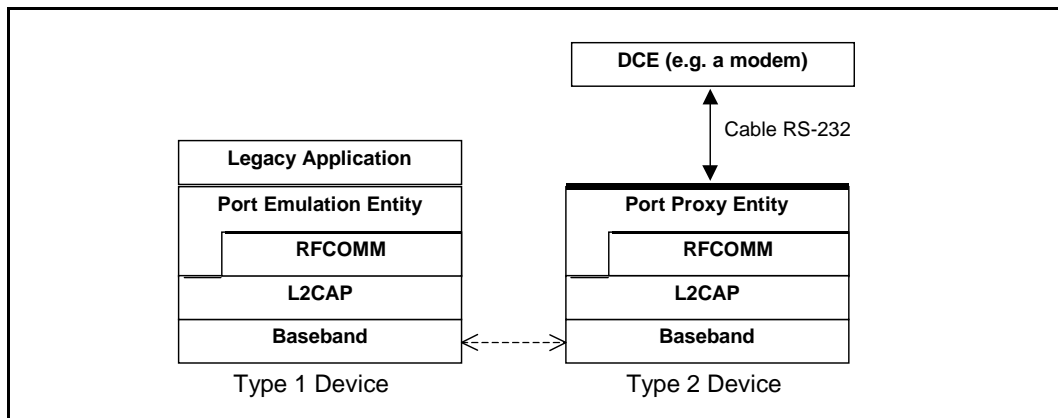 DCE (e.g. a modem)
Cable RS-232
Legacy Application
Port Emulation Entity
RFCOMM
L2CAP
Baseband
Type 1 Device
Port Proxy Entity
RFCOMM
L2CAP
Baseband
Type 2 Device